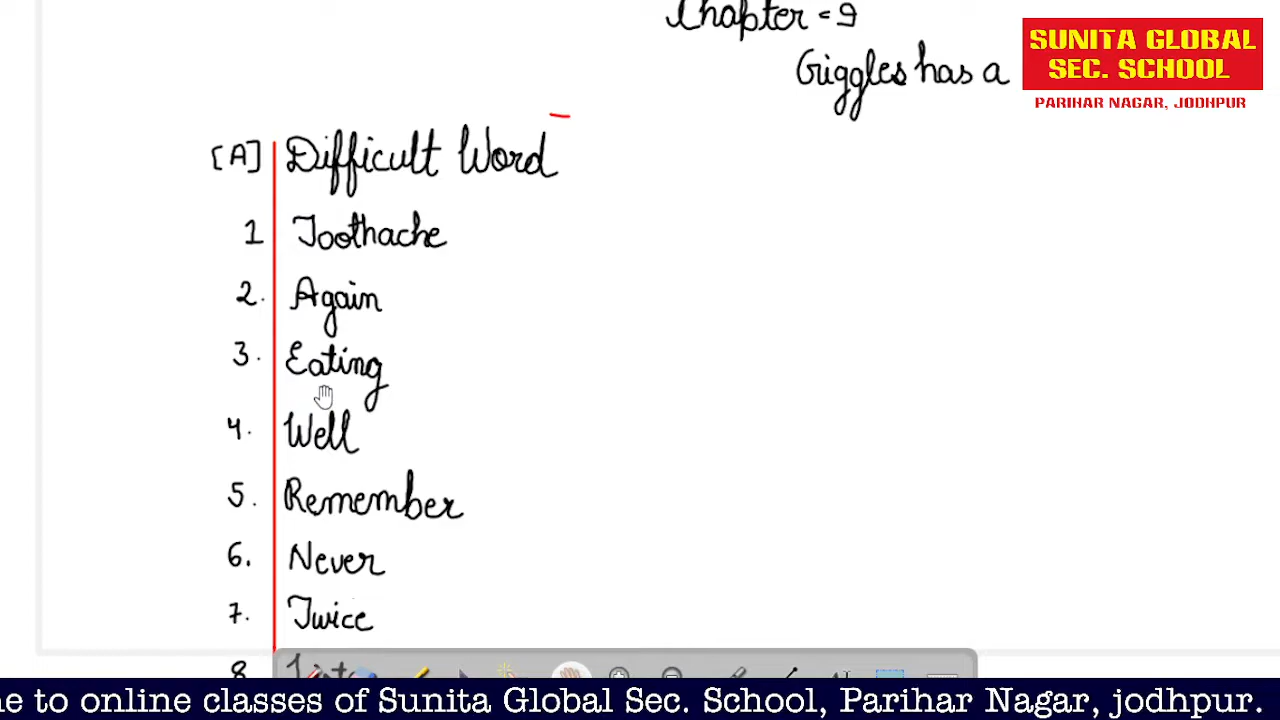 Chapter = 9
Giggles has a
SUNITA GLOBAL
SEC. SCHOOL
PARIHAR NAGAR, JODHPUR
[A] Difficult Word
1 Toothache
2. Again
3. Eating
4. Well
5. Remember
6. Never
7. Twice
8.
me to online classes of Sunita Global Sec. School, Parihar Nagar, jodhpur.